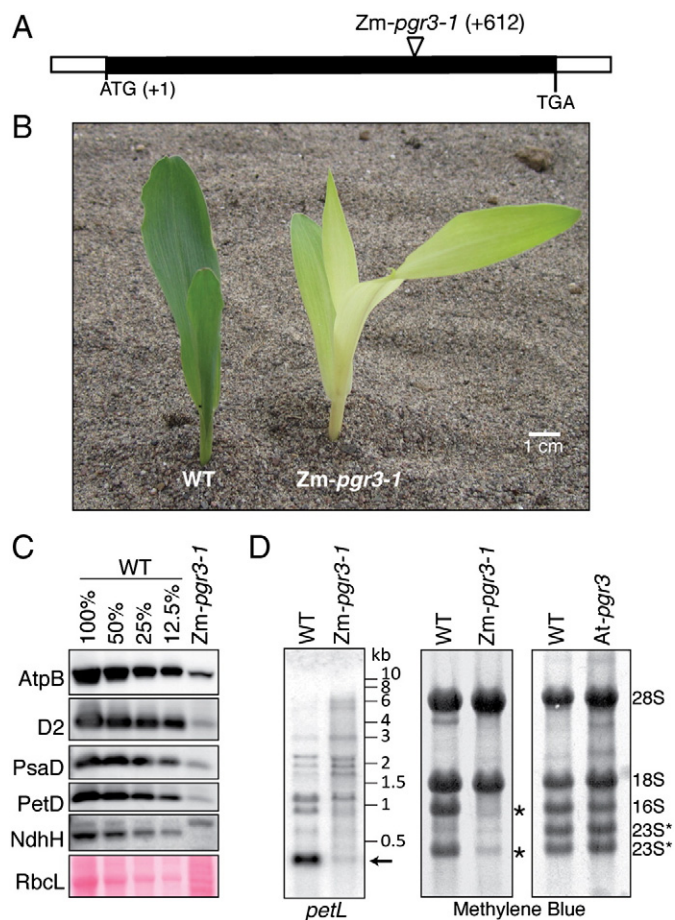 A
Zm-pgr3-1 (+612)
ATG (+1)
TGA
B
WT
Zm-pgr3-1
1 cm
C
WT
100%
50%
25%
12.5%
Zm-pgr3-1
AtpB
D2
PsaD
PetD
NdhH
RbcL
D
WT
Zm-pgr3-1
kb
10
8
6
4
3
2
1.5
1
0.5
petL
WT
Zm-pgr3-1
*
*
WT
At-pgr3
28S
18S
16S
23S*
23S*
Methylene Blue